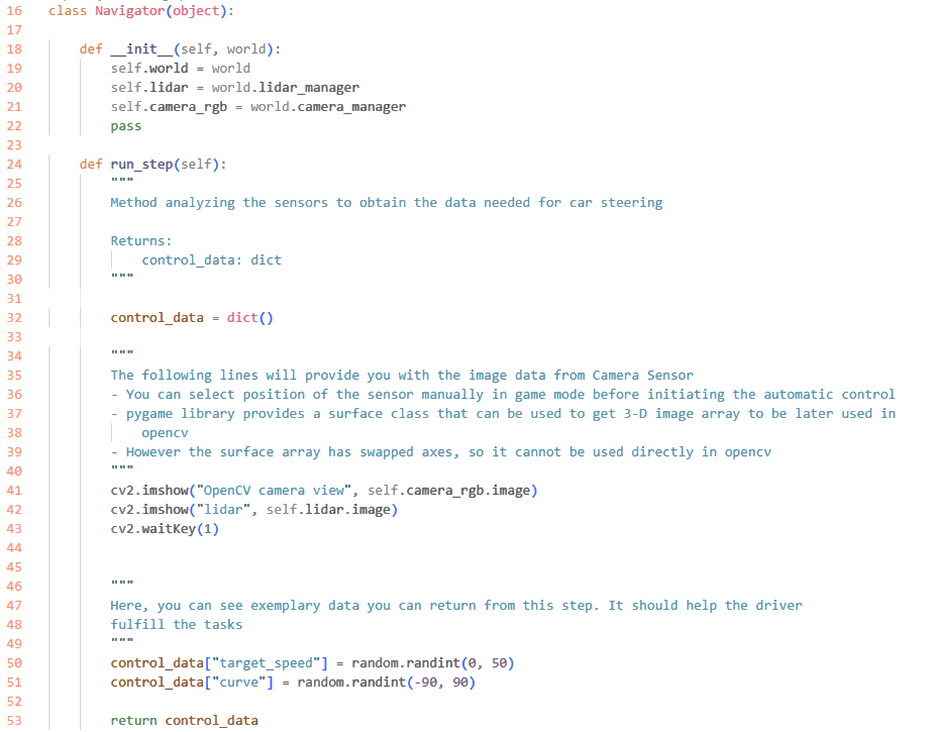 16 class Navigator(object):
17
18 def __init__(self, world):
19 self.world = world
20 self.lidar = world.lidar_manager
21 self.camera_rgb = world.camera_manager
22 pass
23
24 def run_step(self):
25 """
26 Method analyzing the sensors to obtain the data needed for car steering
27
28 Returns:
29 control_data: dict
30 """
31
32 control_data = dict()
33
34 """
35 The following lines will provide you with the image data from Camera Sensor
36 - You can select position of the sensor manually in game mode before initiating the automatic control
37 - pygame library provides a surface class that can be used to get 3-D image array to be later used in
38 opencv
39 - However the surface array has swapped axes, so it cannot be used directly in opencv
40 """
41 cv2.imshow("OpenCV camera view", self.camera_rgb.image)
42 cv2.imshow("lidar", self.lidar.image)
43 cv2.waitKey(1)
44
45
46 """
47 Here, you can see exemplary data you can return from this step. It should help the driver
48 fulfill the tasks
49 """
50 control_data["target_speed"] = random.randint(0, 50)
51 control_data["curve"] = random.randint(-90, 90)
52
53 return control_data